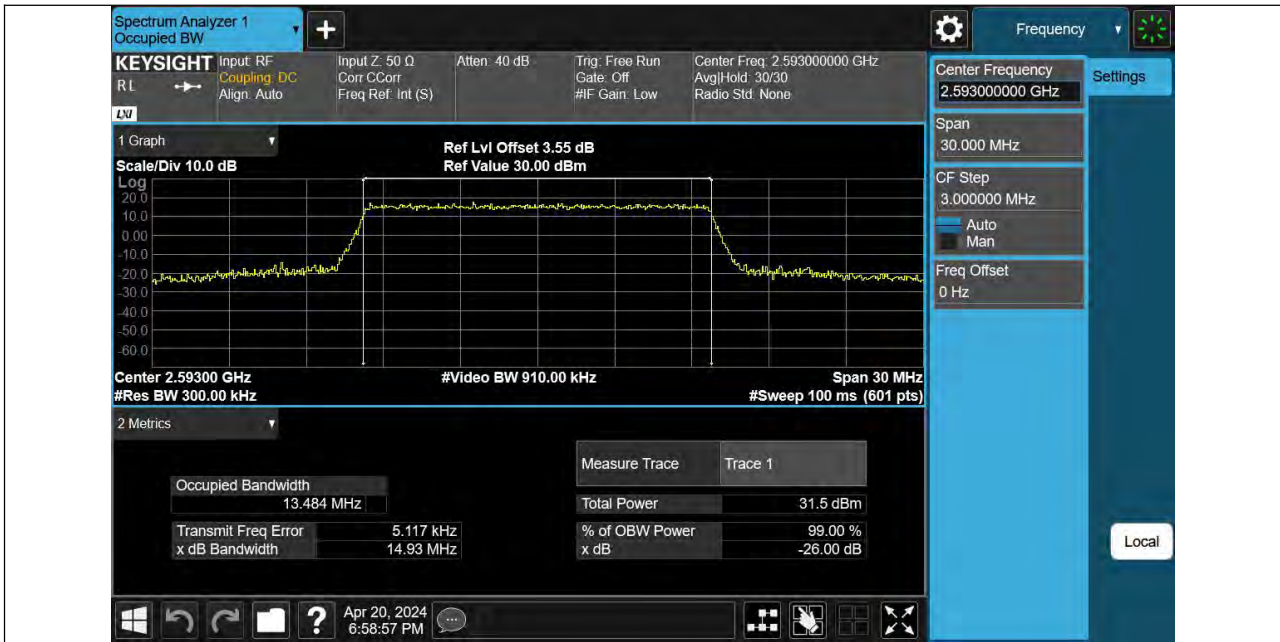 Spectrum Analyzer 1
Occupied BW
Frequency
KEYSIGHT
RL
LXI
Input: RF
Coupling: DC
Align: Auto
Input Z: 50 Ω
Corr CCorr
Freq Ref: Int (S)
Atten: 40 dB
Trig: Free Run
Gate: Off
#IF Gain: Low
Center Freq: 2.593000000 GHz
Avg|Hold: 30/30
Radio Std: None
Center Frequency
2.593000000 GHz
Settings
Span
30.000 MHz
CF Step
3.000000 MHz
Auto
Man
Freq Offset
0 Hz
Local
1 Graph
Scale/Div 10.0 dB
Ref Lvl Offset 3.55 dB
Ref Value 30.00 dBm
Log
20.0
10.0
0.00
-10.0
-20.0
-30.0
-40.0
-50.0
-60.0
Center 2.59300 GHz
#Video BW 910.00 kHz
Span 30 MHz
#Res BW 300.00 kHz
#Sweep 100 ms (601 pts)
2 Metrics
Measure Trace Trace 1
Occupied Bandwidth
13.484 MHz
Total Power 31.5 dBm
Transmit Freq Error 5.117 kHz
% of OBW Power 99.00 %
x dB Bandwidth 14.93 MHz
x dB -26.00 dB
?
Apr 20, 2024
6:58:57 PM